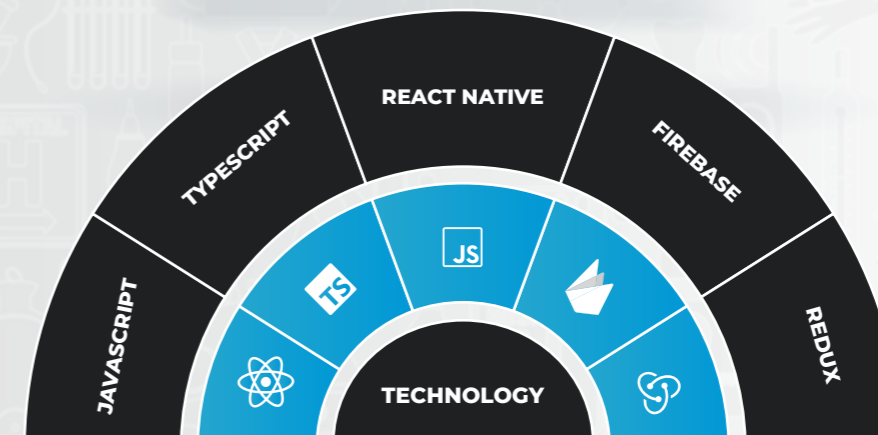 REACT NATIVE
TYPESCRIPT
FIREBASE
JAVASCRIPT
REDUX
TS
JS
TECHNOLOGY